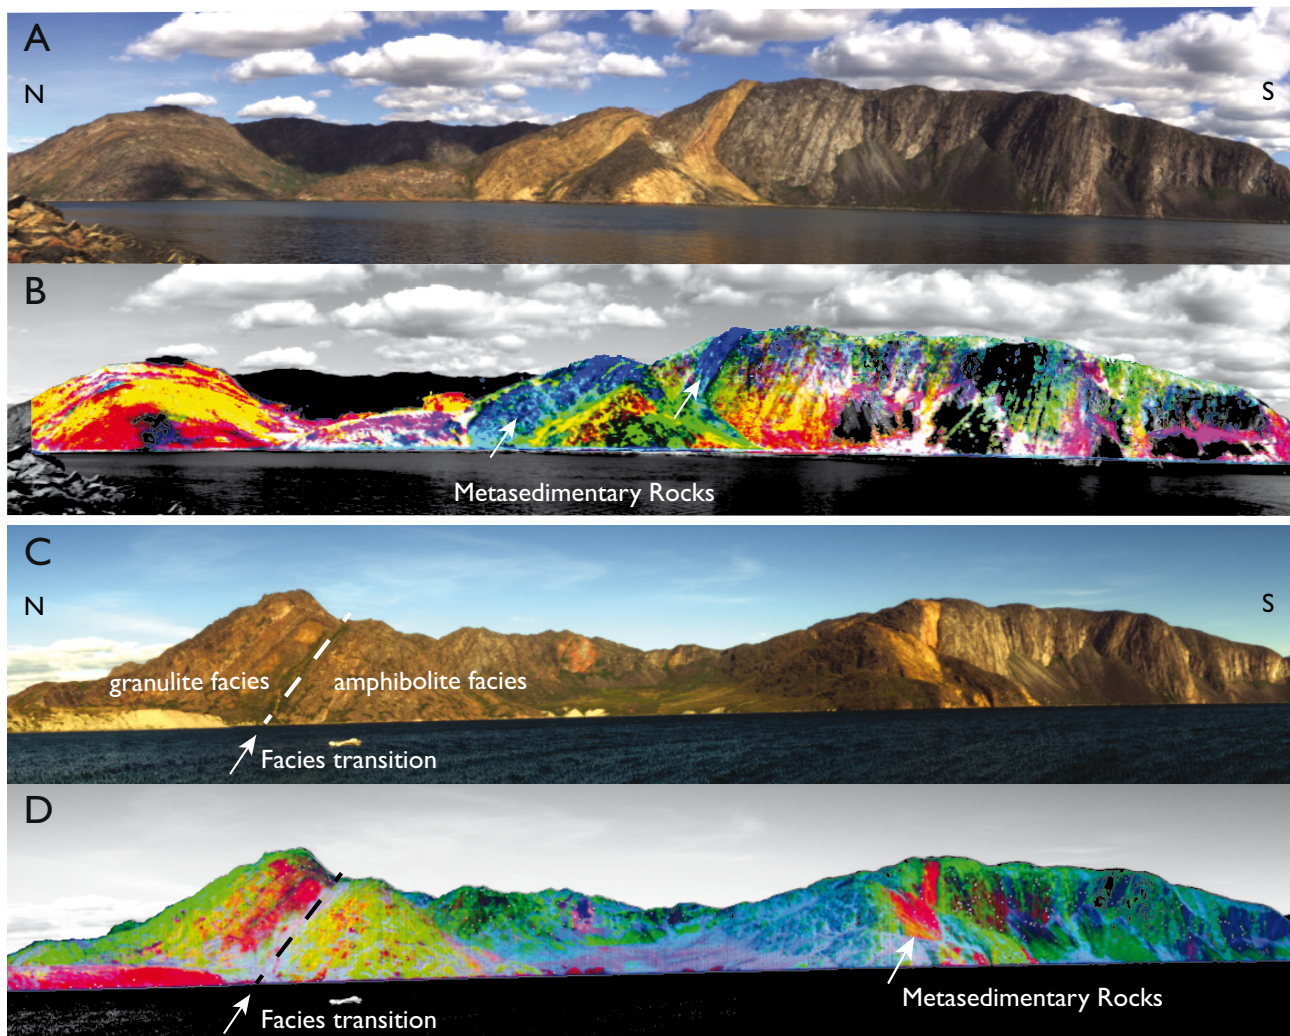 A
N
S
B
Metasedimentary Rocks
C
N
S
granulite facies
amphibolite facies
Facies transition
D
Metasedimentary Rocks
Facies transition